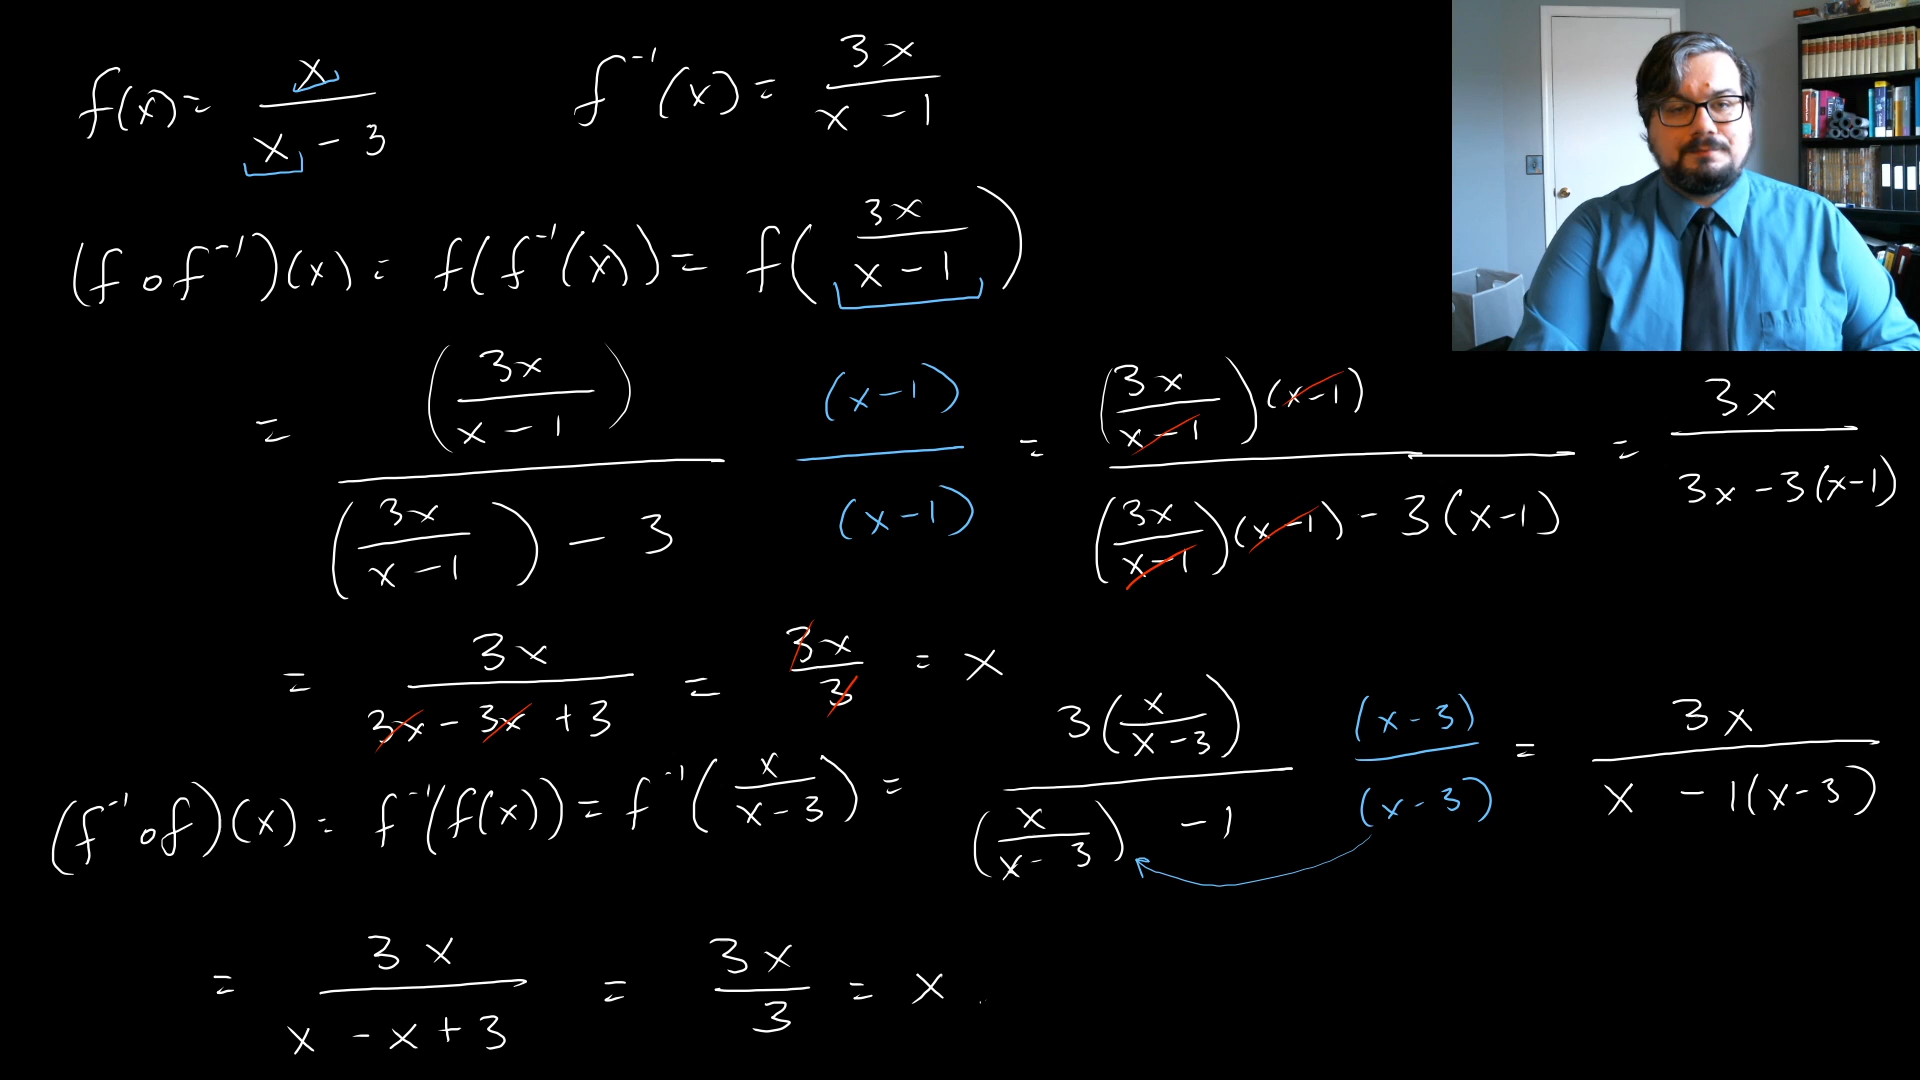 f(x) = x / (x - 3)    f⁻¹(x) = 3x / (x - 1)
(f ∘ f⁻¹)(x) = f(f⁻¹(x)) = f(3x / (x - 1))
= (3x / (x - 1)) / ((3x / (x - 1)) - 3) (x - 1) / (x - 1) = (3x / (x - 1))(x - 1) / ((3x / (x - 1))(x - 1) - 3(x - 1)) = 3x / (3x - 3(x - 1))
= 3x / (3x - 3x + 3) = 3x / 3 = x
(f⁻¹ ∘ f)(x) = f⁻¹(f(x)) = f⁻¹(x / (x - 3)) = 3(x / (x - 3)) / ((x / (x - 3)) - 1) (x - 3) / (x - 3) = 3x / (x - 1(x - 3))
= 3x / (x - x + 3) = 3x / 3 = x.